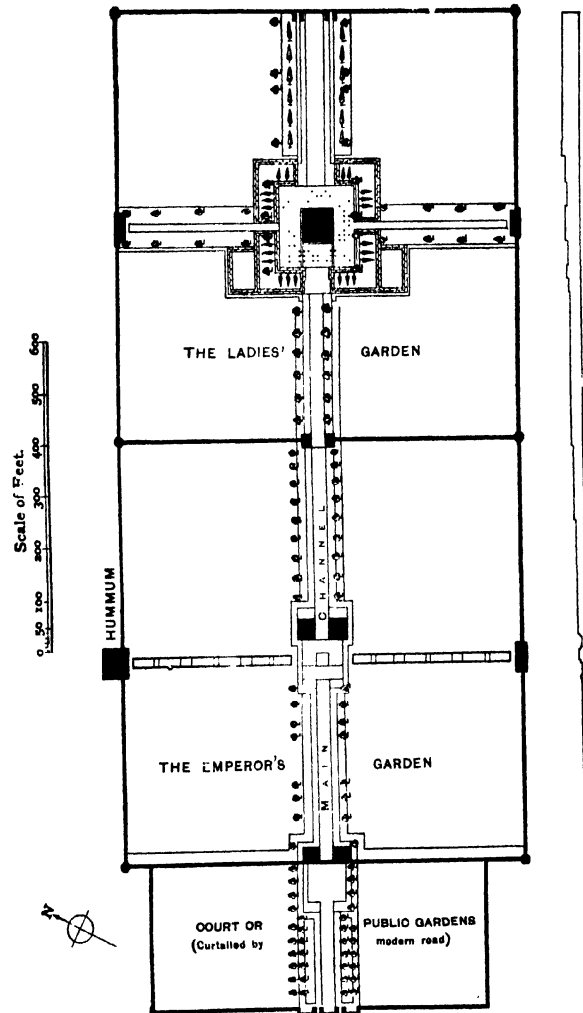 THE LADIES' GARDEN
Scale of Feet.
0 50 100 200 300 400 500 600
HUMMUM
MAIN CHANNEL
THE EMPEROR'S GARDEN
N
COURT OR PUBLIC GARDENS
(Curtailed by modern road)